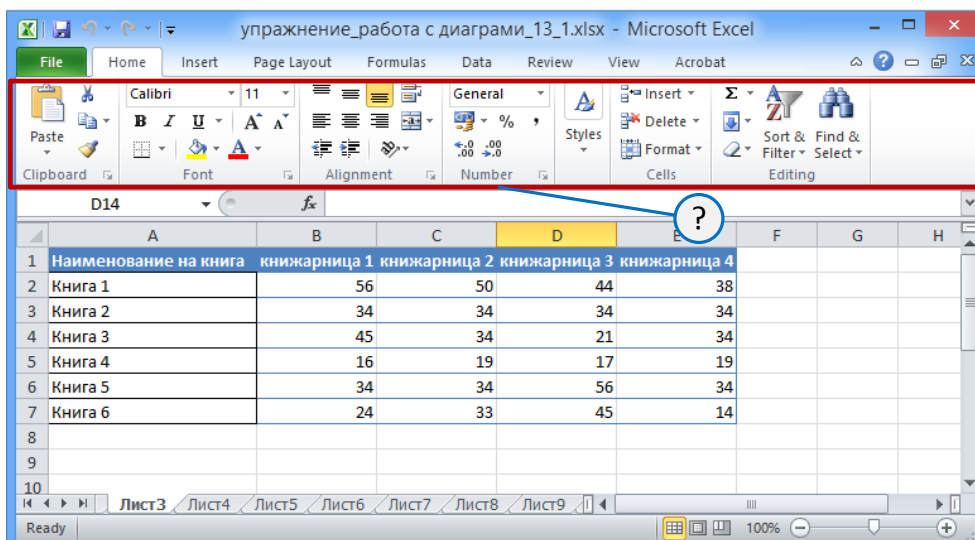 упражнение_работа с диаграми_13_1.xlsx - Microsoft Excel
File Home Insert Page Layout Formulas Data Review View Acrobat
Calibri 11 General Σ Insert
B I U A A % , Delete
Paste Styles Sort & Find &
A .00 .00 Format Filter Select
Clipboard Font Alignment Number Cells Editing
D14 fx
?
A B C D E F G H
1 Наименование на книга книжарница 1 книжарница 2 книжарница 3 книжарница 4
2 Книга 1 56 50 44 38
3 Книга 2 34 34 34 34
4 Книга 3 45 34 21 34
5 Книга 4 16 19 17 19
6 Книга 5 34 34 56 34
7 Книга 6 24 33 45 14
8
9
10
Лист3 Лист4 Лист5 Лист6 Лист7 Лист8 Лист9
Ready 100%